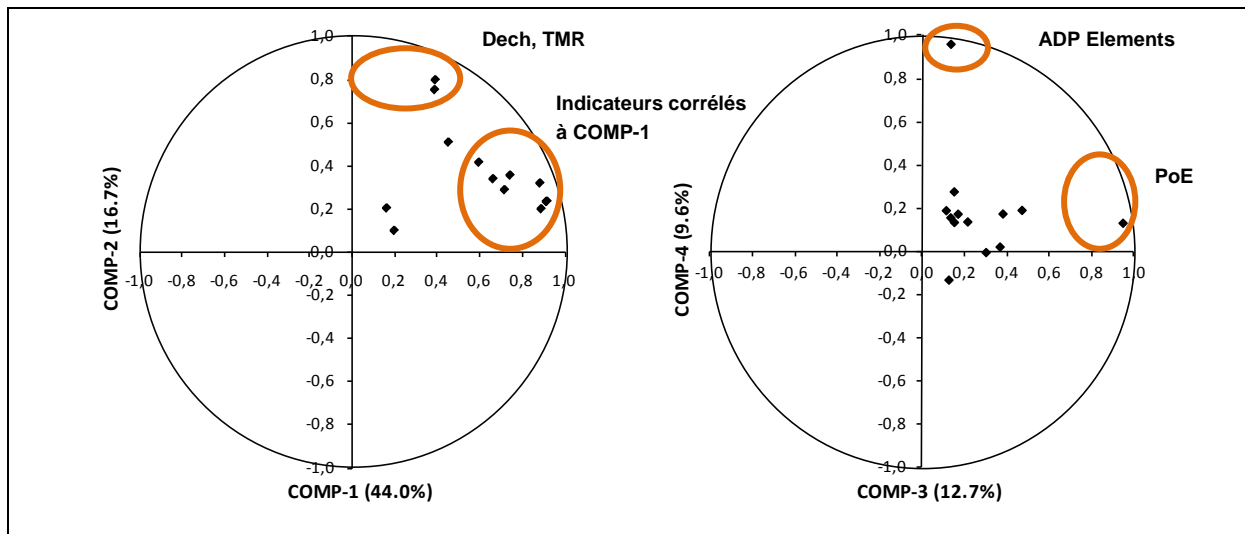 Dech, TMR
Indicateurs corrélés
à COMP-1
1,0
0,8
0,6
0,4
0,2
0,0
-1,0 -0,8 -0,6 -0,4 -0,2 0,0 0,2 0,4 0,6 0,8 1,0
-0,2
-0,4
-0,6
-0,8
-1,0
COMP-2 (16.7%)
COMP-1 (44.0%)
ADP Elements
PoE
1,0
0,8
0,6
0,4
0,2
0,0
-1,0 -0,8 -0,6 -0,4 -0,2 0,0 0,2 0,4 0,6 0,8 1,0
-0,2
-0,4
-0,6
-0,8
-1,0
COMP-4 (9.6%)
COMP-3 (12.7%)